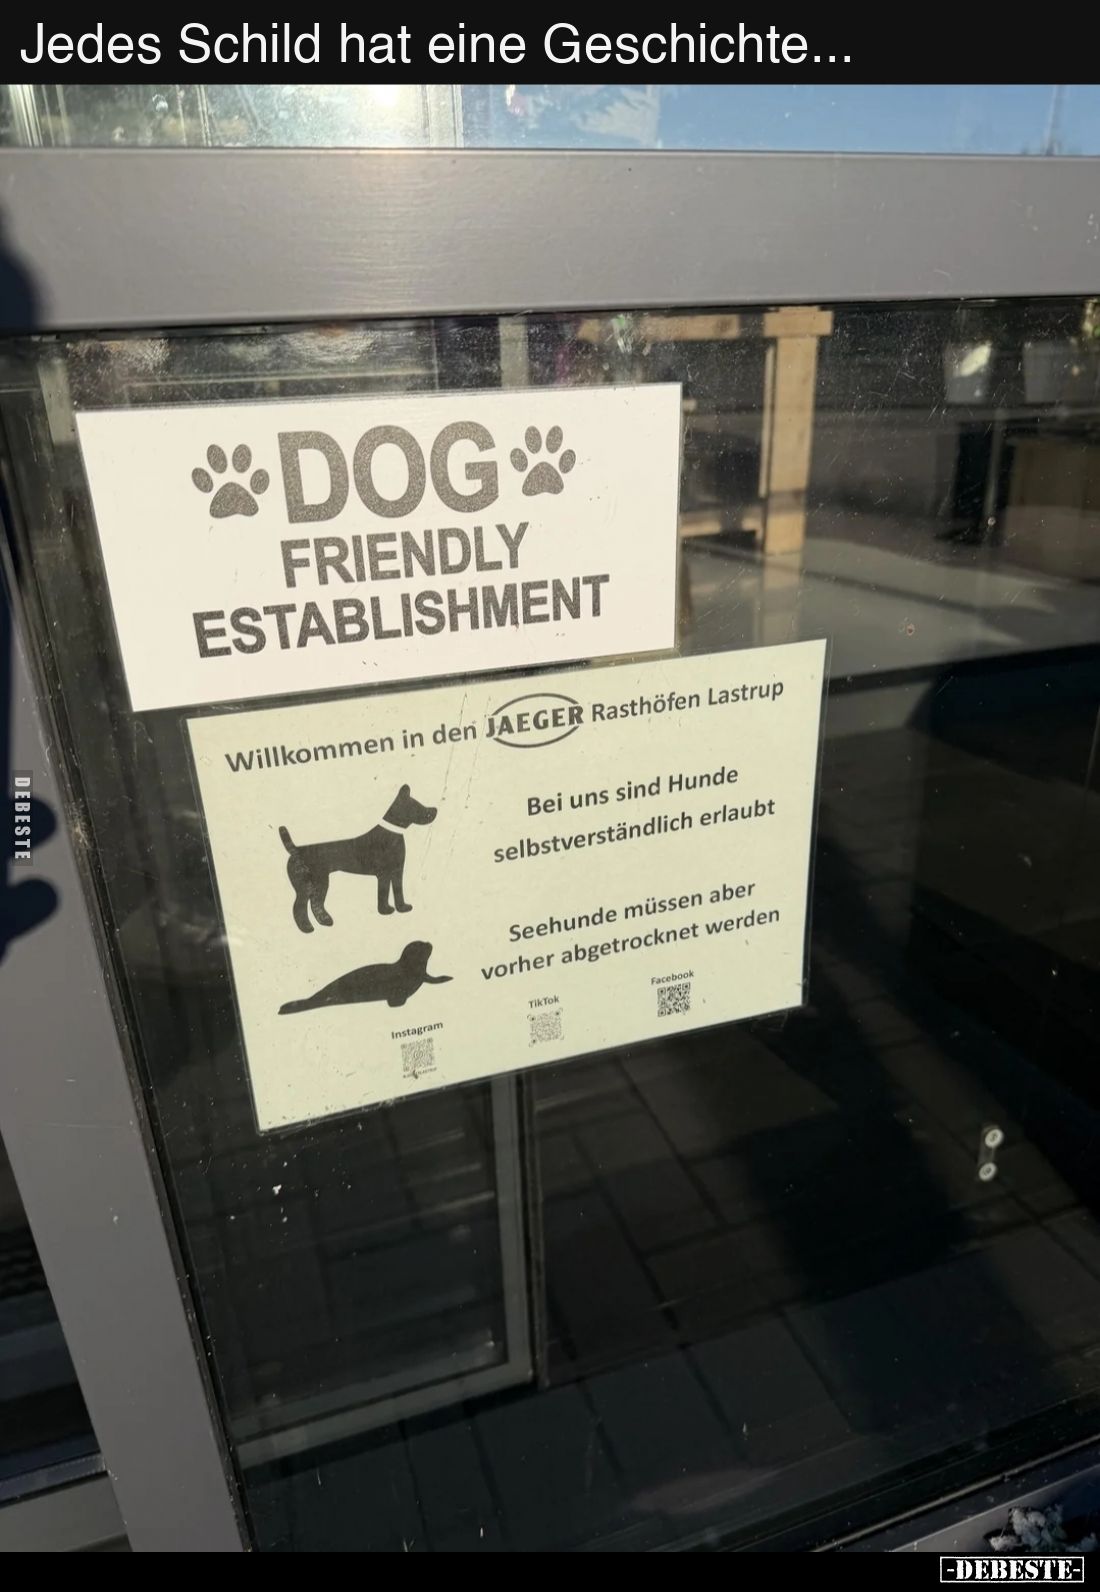 Jedes Schild hat eine Geschichte...
DOG
FRIENDLY
ESTABLISHMENT
Willkommen in den JAEGER Rasthöfen Lastrup
Bei uns sind Hunde
selbstverständlich erlaubt
Seehunde müssen aber
vorher abgetrocknet werden
Instagram
TikTok
Facebook
DEBESTE
-DEBESTE-